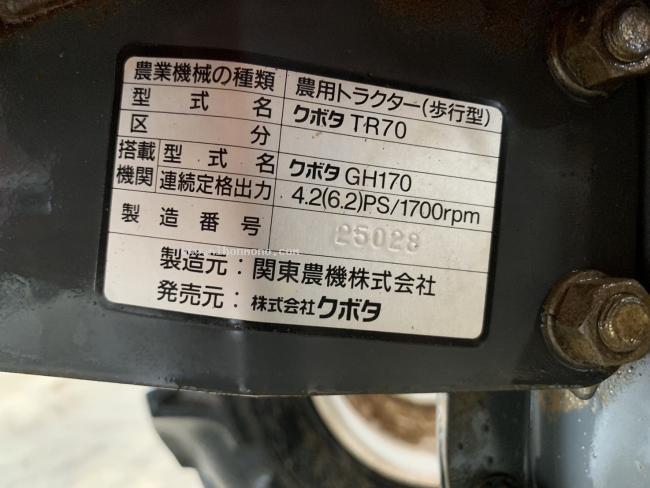 農業機械の種類 農用トラクター(歩行型)
型式名 クボタ TR70
区分
搭載機関 型式名 クボタ GH170
連続定格出力 4.2(6.2)PS/1700rpm
製造番号 25028
製造元：関東農機株式会社
発売元：株式会社クボタ